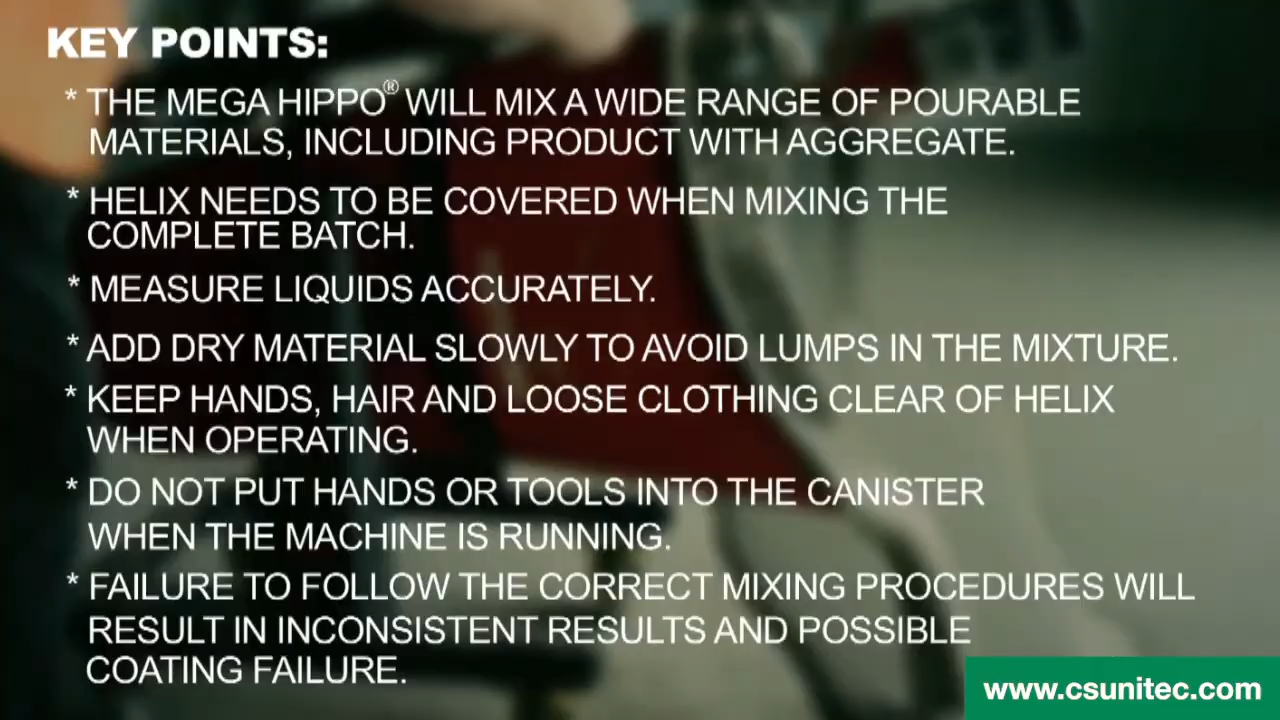 KEY POINTS:
* THE MEGA HIPPO® WILL MIX A WIDE RANGE OF POURABLE
MATERIALS, INCLUDING PRODUCT WITH AGGREGATE.
* HELIX NEEDS TO BE COVERED WHEN MIXING THE
COMPLETE BATCH.
* MEASURE LIQUIDS ACCURATELY.
* ADD DRY MATERIAL SLOWLY TO AVOID LUMPS IN THE MIXTURE.
* KEEP HANDS, HAIR AND LOOSE CLOTHING CLEAR OF HELIX
WHEN OPERATING.
* DO NOT PUT HANDS OR TOOLS INTO THE CANISTER
WHEN THE MACHINE IS RUNNING.
* FAILURE TO FOLLOW THE CORRECT MIXING PROCEDURES WILL
RESULT IN INCONSISTENT RESULTS AND POSSIBLE
COATING FAILURE.
www.csunitec.com